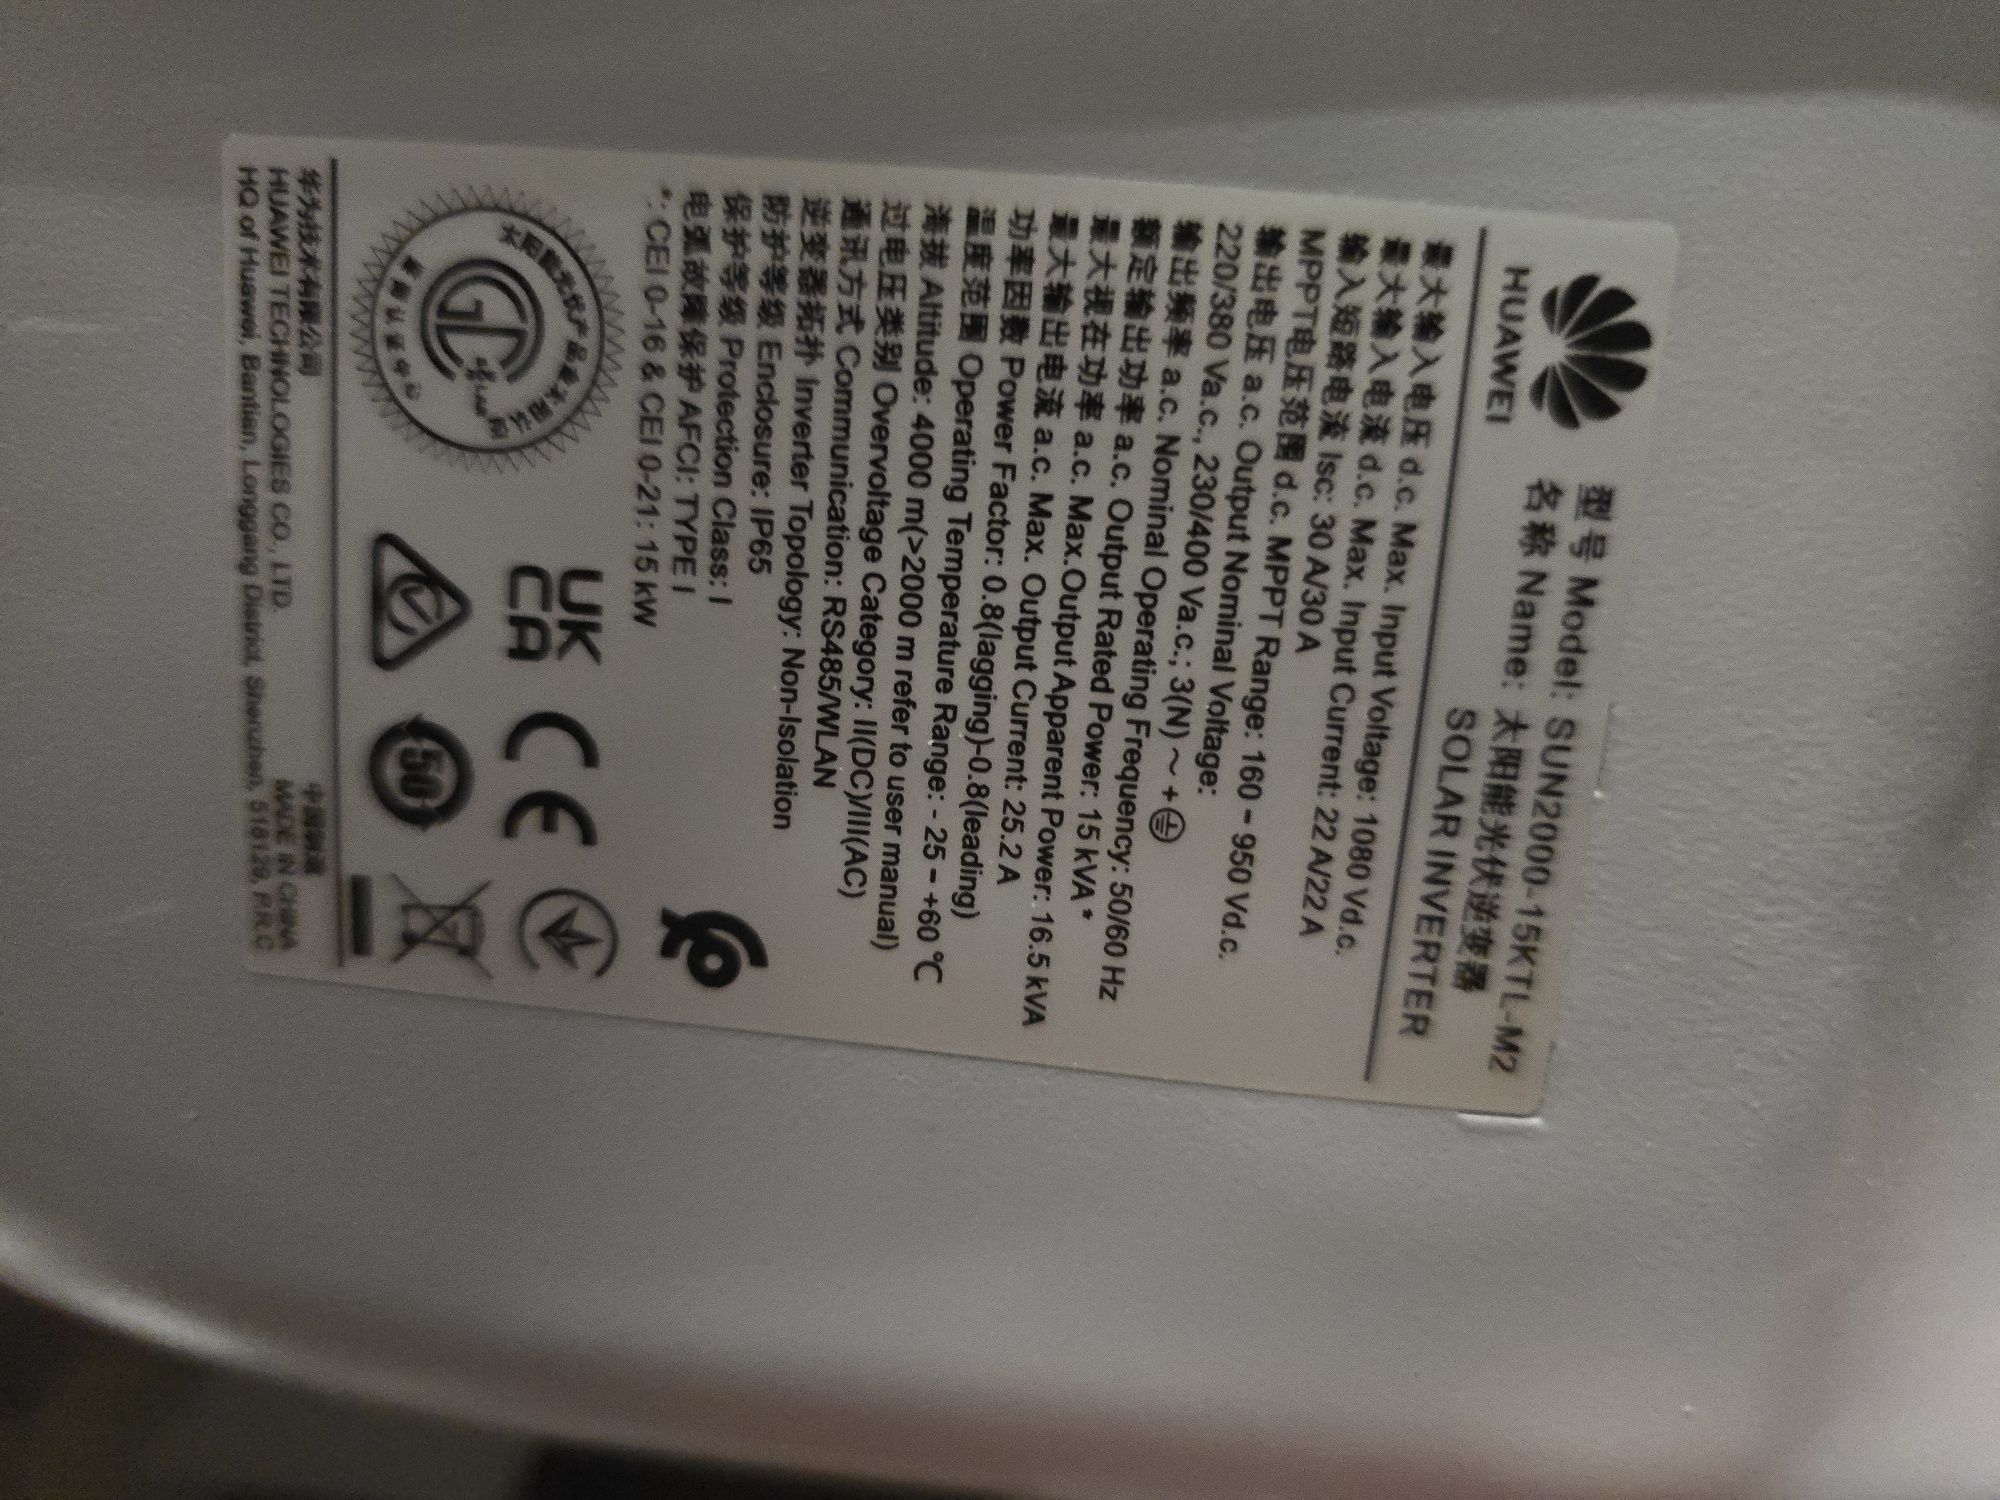 HUAWEI
型号 Model: SUN2000-15KTL-M2
名称 Name: 太阳能光伏逆变器
SOLAR INVERTER
最大输入电压 d.c. Max. Input Voltage: 1080 Vd.c.
最大输入电流 d.c. Max. Input Current: 22 A/22 A
输入短路电流 Isc: 30 A/30 A
MPPT电压范围 d.c. MPPT Range: 160 – 950 Vd.c.
输出电压 a.c. Output Nominal Voltage:
220/380 Va.c., 230/400 Va.c.; 3(N) ~ + ⏚
输出频率 a.c. Nominal Operating Frequency: 50/60 Hz
额定输出功率 a.c. Output Rated Power: 15 kVA *
最大视在功率 a.c. Max.Output Apparent Power: 16.5 kVA
最大输出电流 a.c. Max. Output Current: 25.2 A
功率因数 Power Factor: 0.8(lagging)-0.8(leading)
温度范围 Operating Temperature Range: - 25 – +60 ℃
海拔 Altitude: 4000 m(>2000 m refer to user manual)
过电压类别 Overvoltage Category: II(DC)/III(AC)
通讯方式 Communication: RS485/WLAN
逆变器拓扑 Inverter Topology: Non-Isolation
防护等级 Enclosure: IP65
保护等级 Protection Class: I
电弧故障保护 AFCI: TYPE I
*: CEI 0-16 & CEI 0-21: 15 kW
UK
CA
CE
50
华为技术有限公司 中国制造
HUAWEI TECHNOLOGIES CO., LTD. MADE IN CHINA
HQ of Huawei, Bantian, Longgang District, Shenzhen, 518129, P.R.C